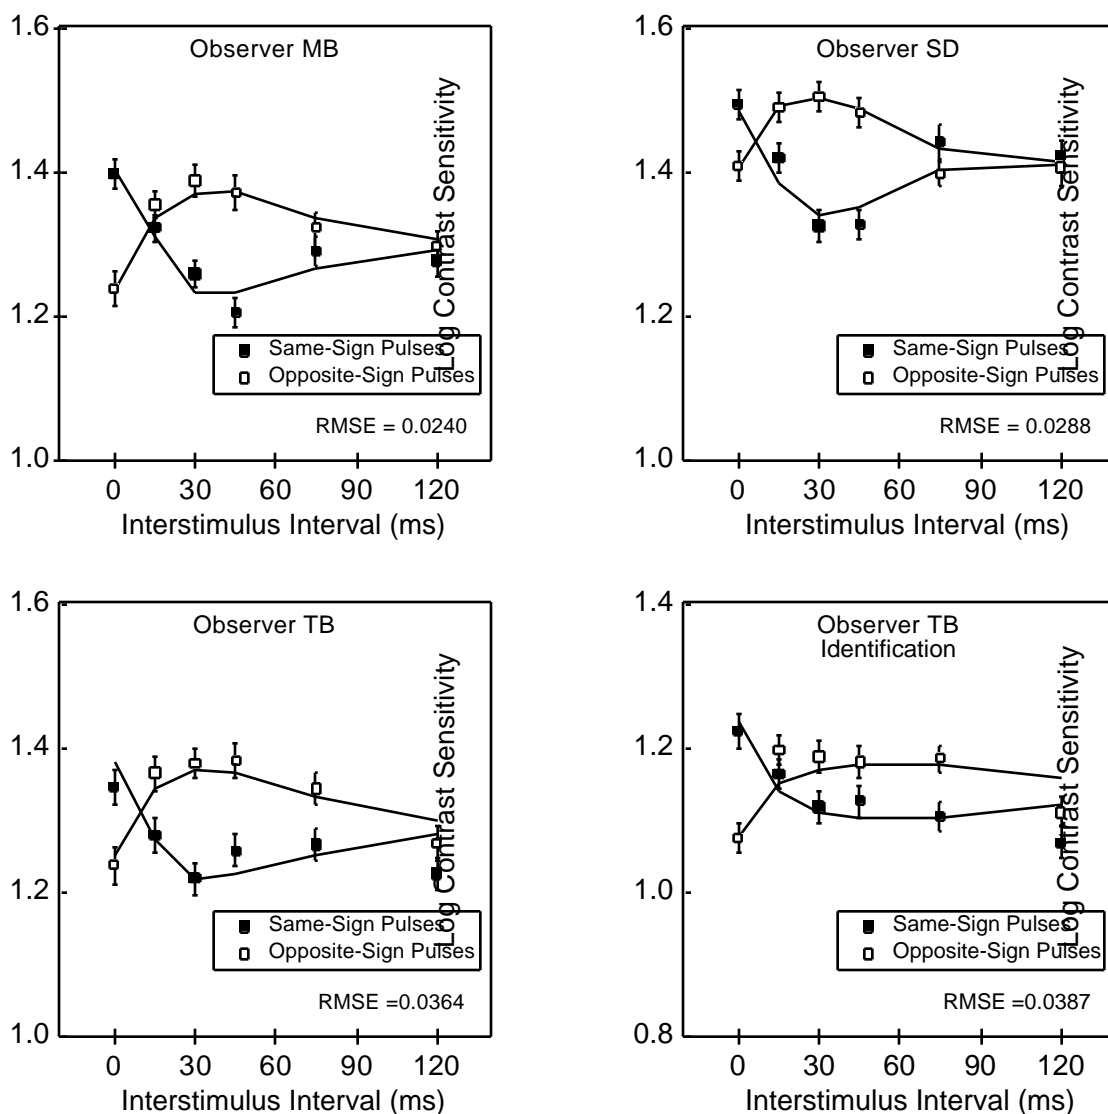 1.6
Observer MB
1.4
1.2
1.0
Log Contrast Sensitivity
Same-Sign Pulses
Opposite-Sign Pulses
RMSE = 0.0240
0 30 60 90 120
Interstimulus Interval (ms)
1.6
Observer SD
1.4
1.2
1.0
Log Contrast Sensitivity
Same-Sign Pulses
Opposite-Sign Pulses
RMSE = 0.0288
0 30 60 90 120
Interstimulus Interval (ms)
1.6
Observer TB
1.4
1.2
1.0
Log Contrast Sensitivity
Same-Sign Pulses
Opposite-Sign Pulses
RMSE =0.0364
0 30 60 90 120
Interstimulus Interval (ms)
1.4
Observer TB
Identification
1.2
1.0
0.8
Log Contrast Sensitivity
Same-Sign Pulses
Opposite-Sign Pulses
RMSE =0.0387
0 30 60 90 120
Interstimulus Interval (ms)